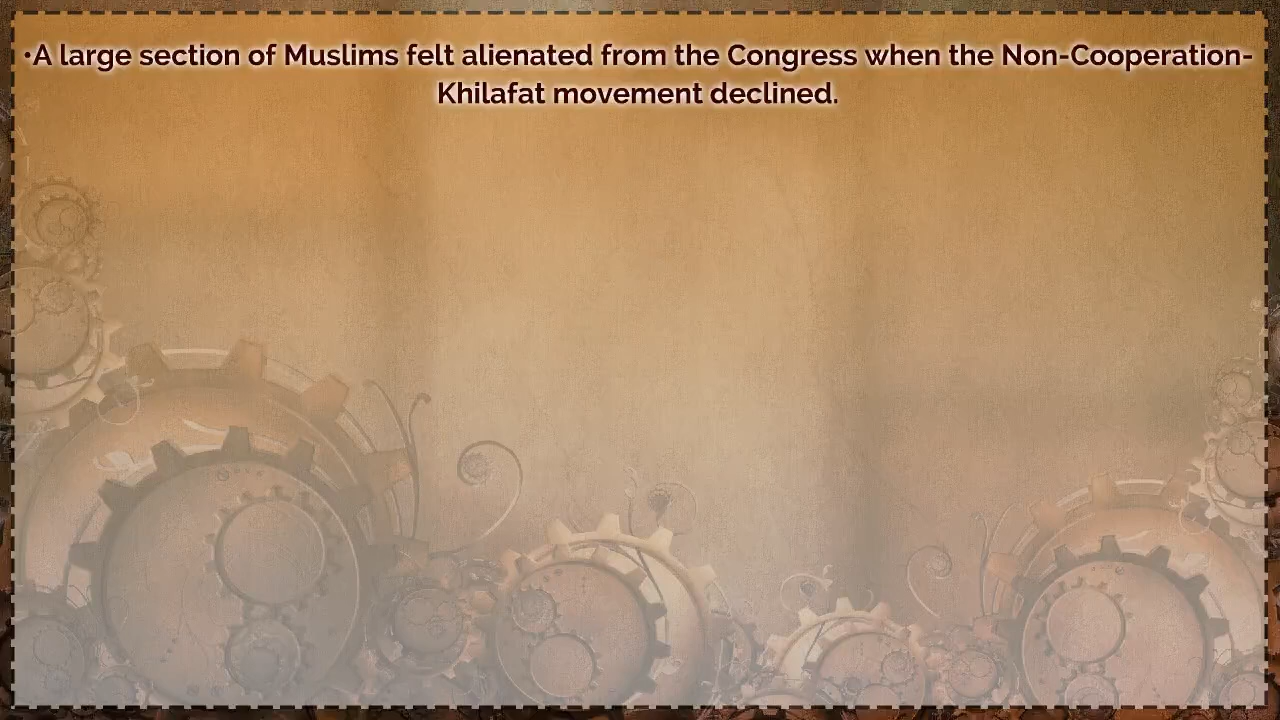 •A large section of Muslims felt alienated from the Congress when the Non-Cooperation-
Khilafat movement declined.